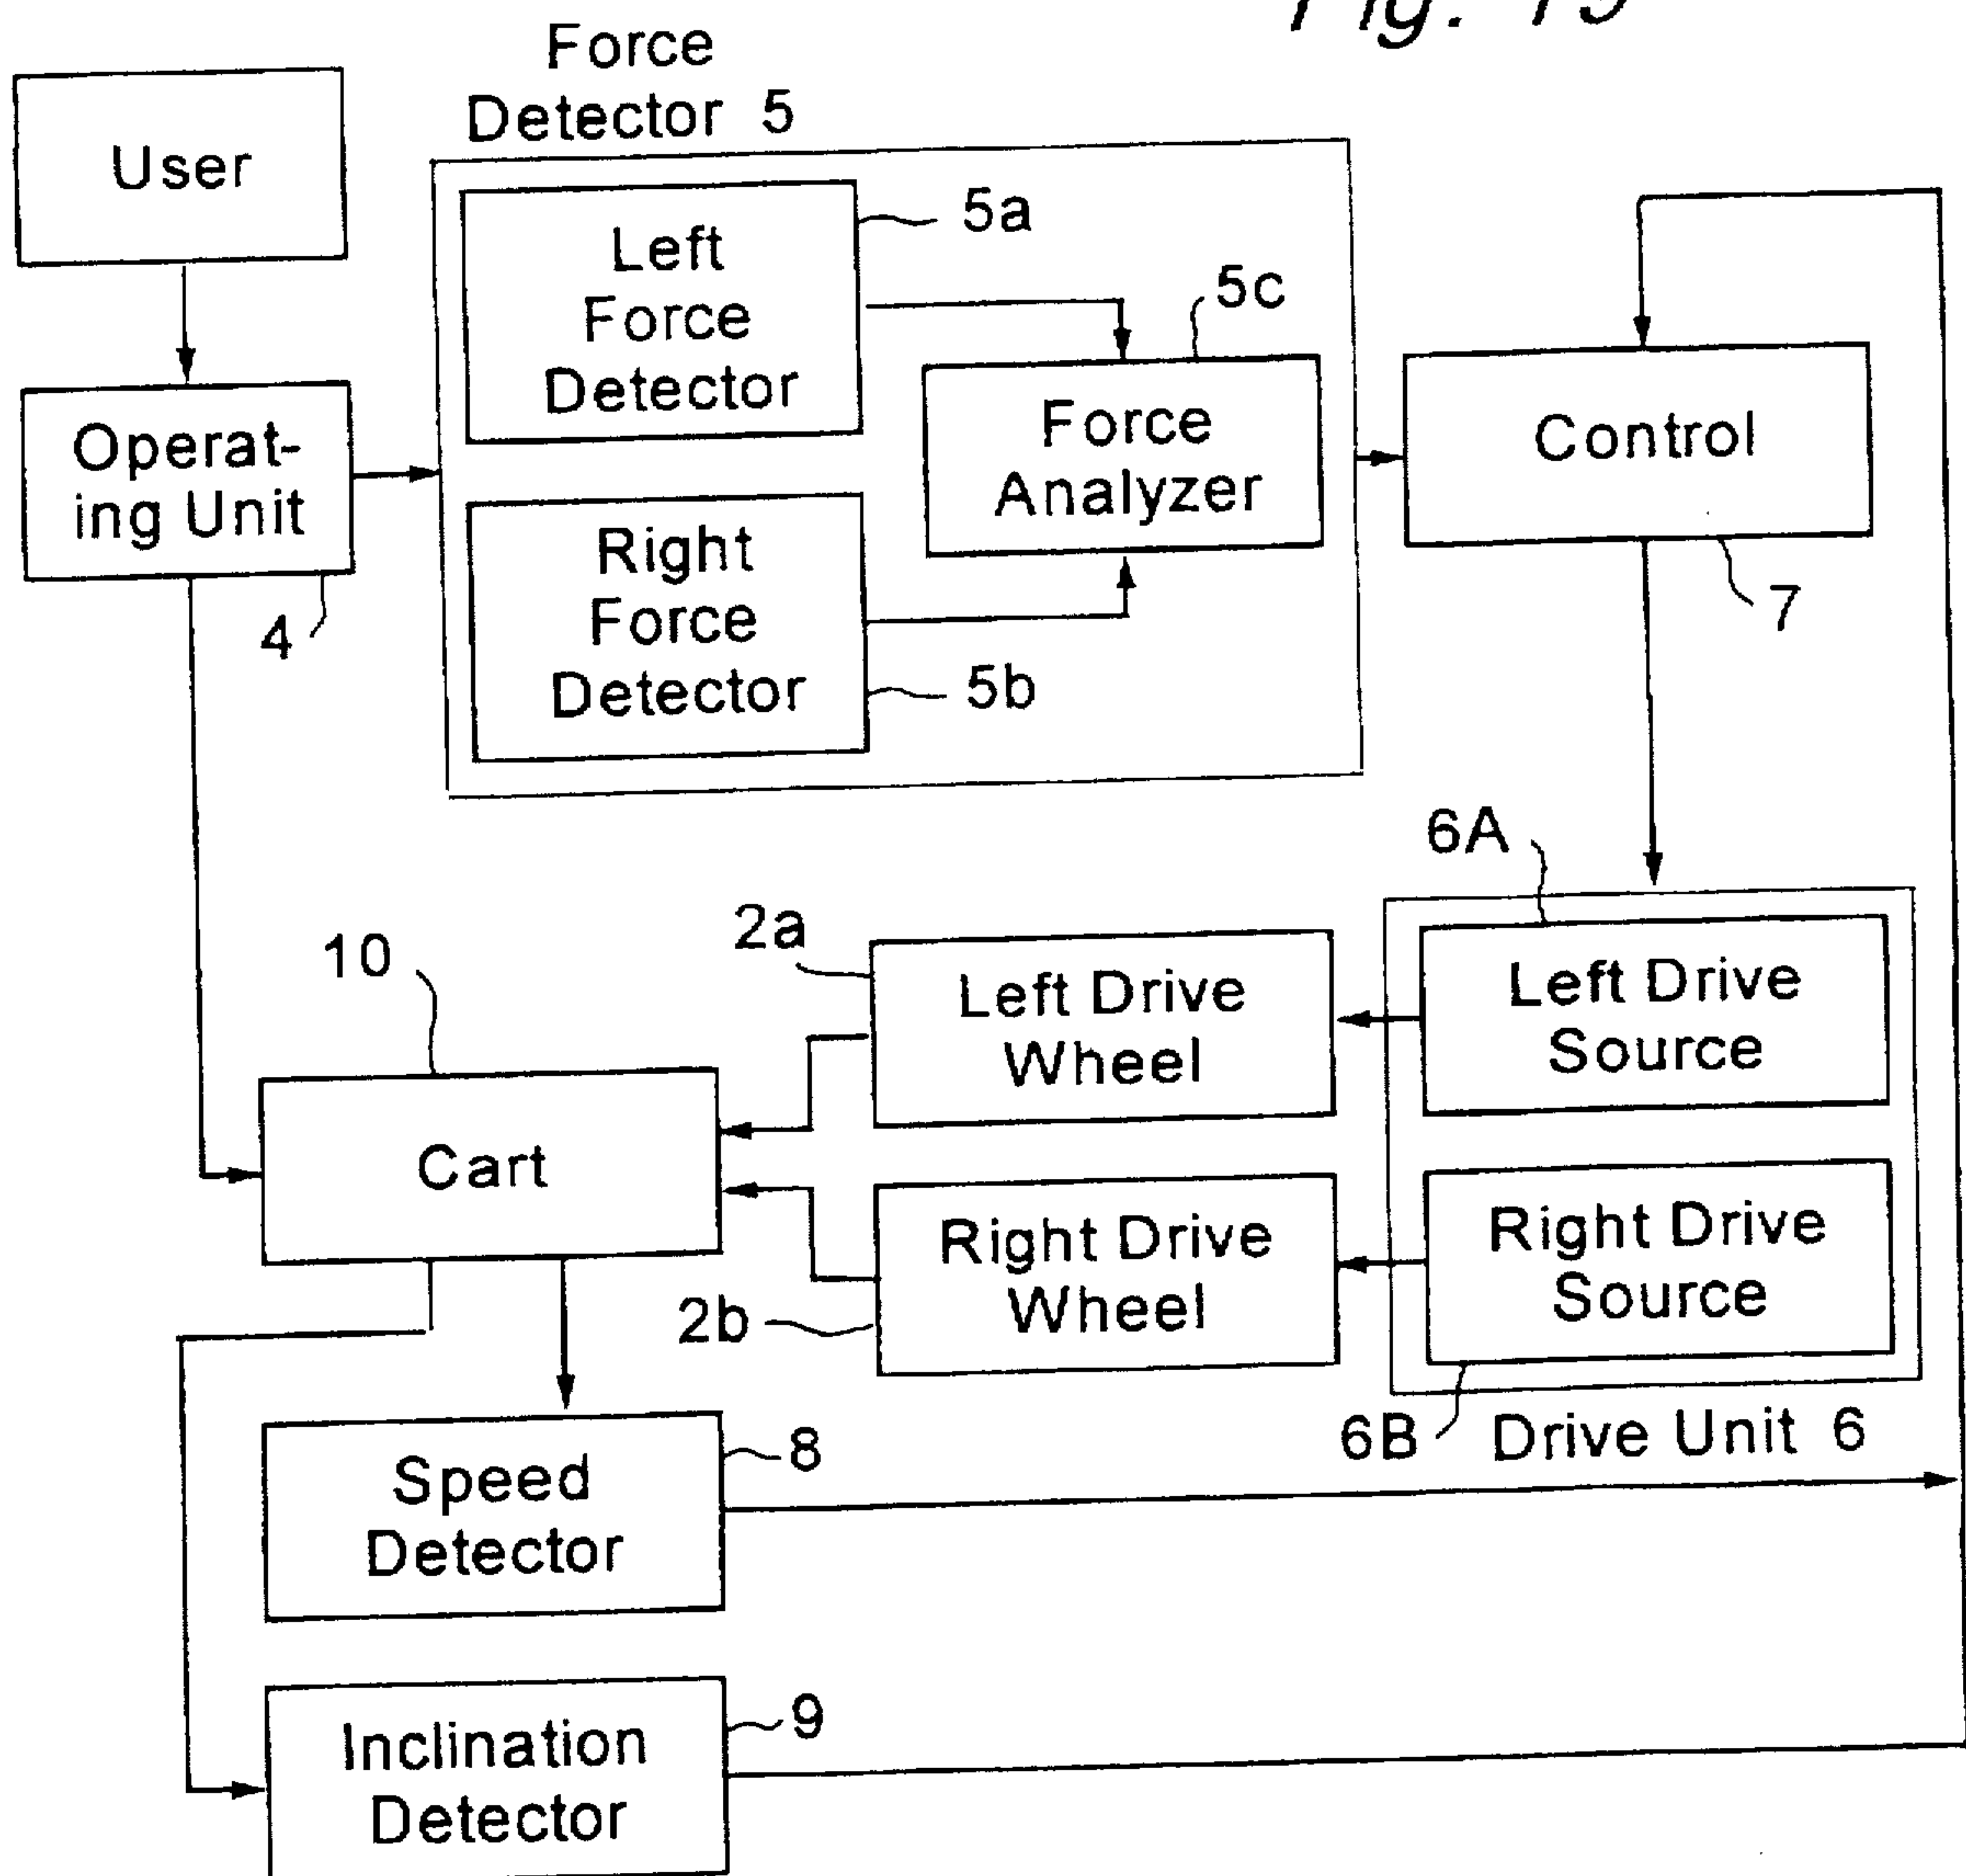 Fig. 15
Force
Detector 5
User
Left
Force
Detector
5a
5c
Operat-
ing Unit
4
Force
Analyzer
Control
7
Right
Force
Detector
5b
6A
2a
10
Left Drive
Wheel
Left Drive
Source
Cart
Right Drive
Wheel
Right Drive
Source
2b
6B
Drive Unit 6
Speed
Detector
8
Inclination
Detector
9